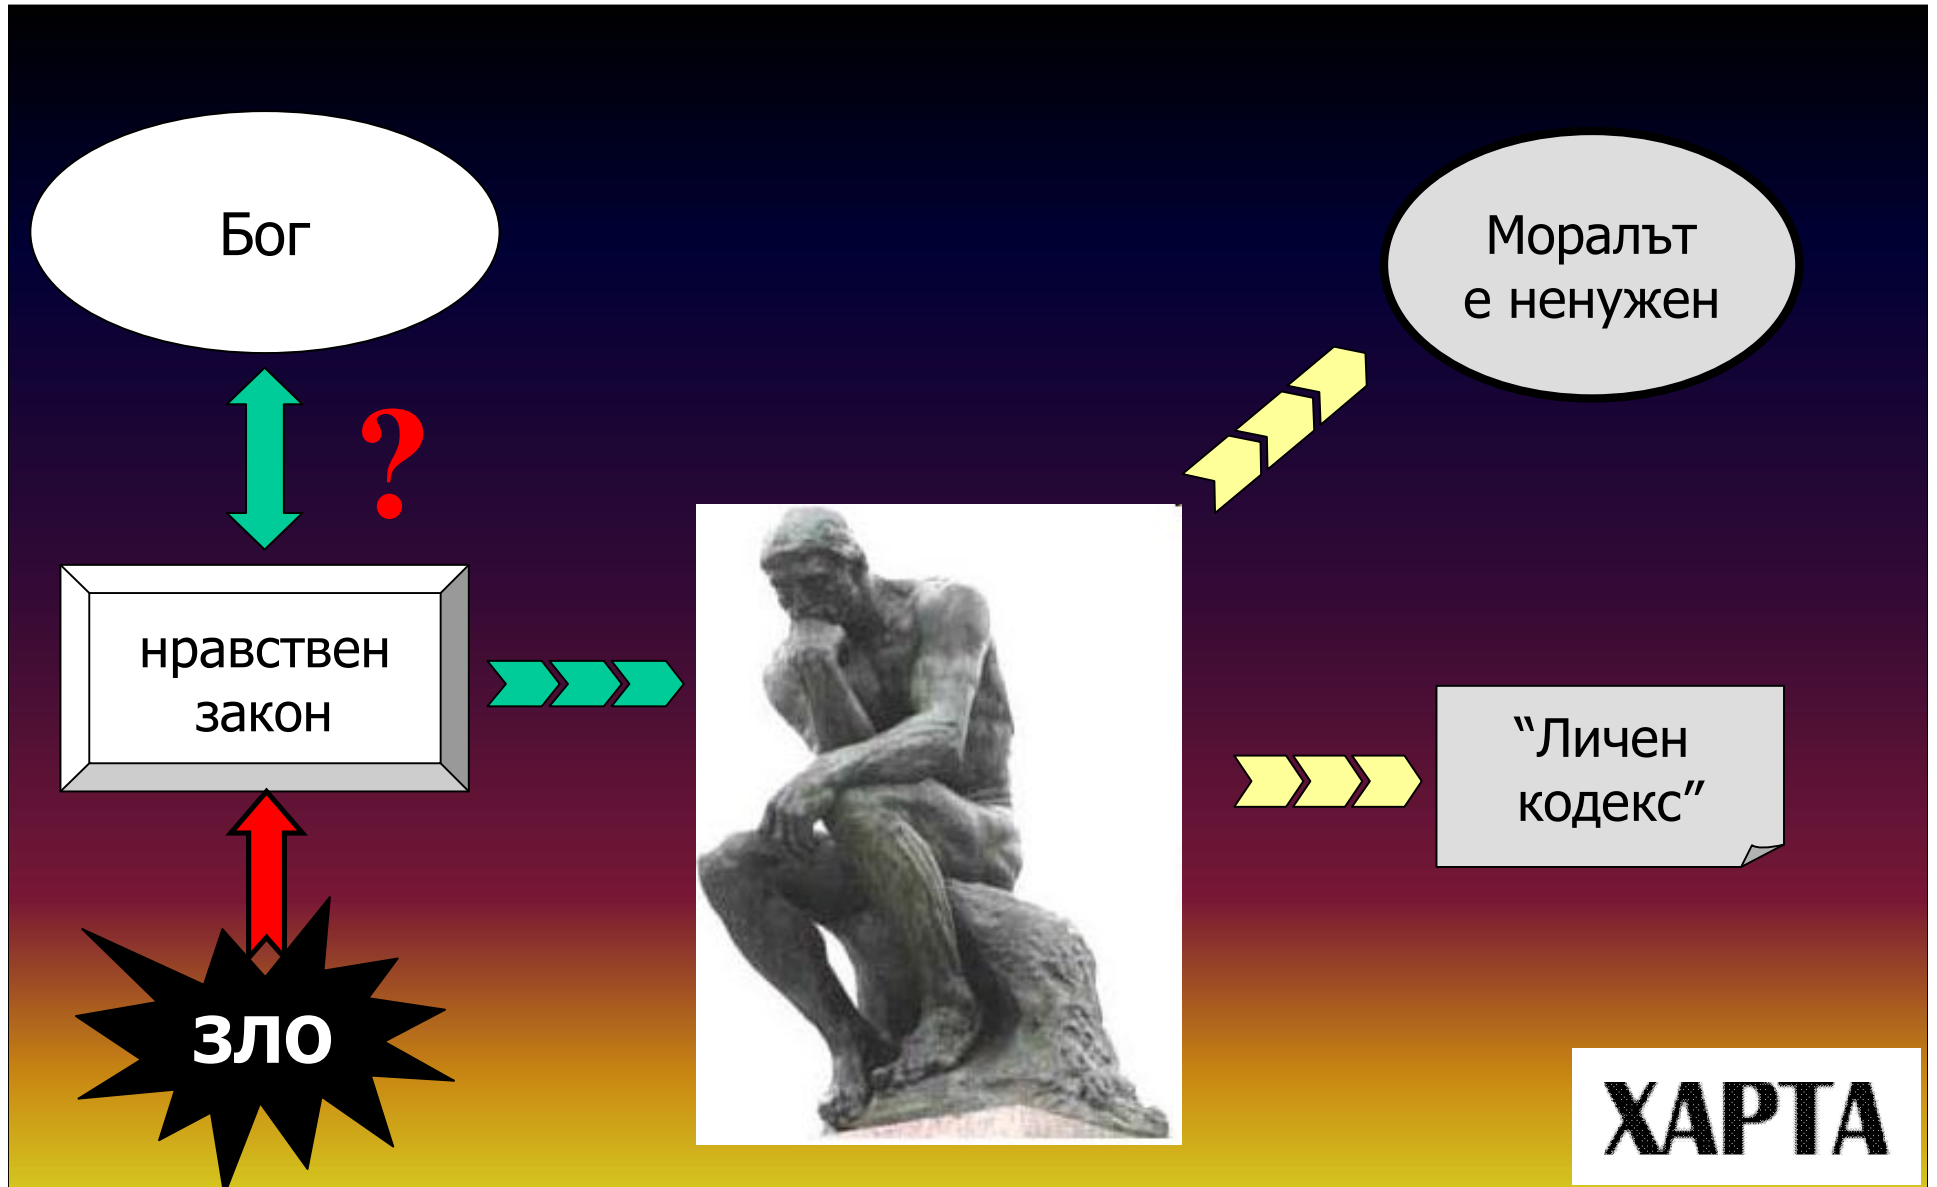 Бог
Моралът
е ненужен
?
нравствен
закон
“Личен
кодекс”
зло
ХАРТА